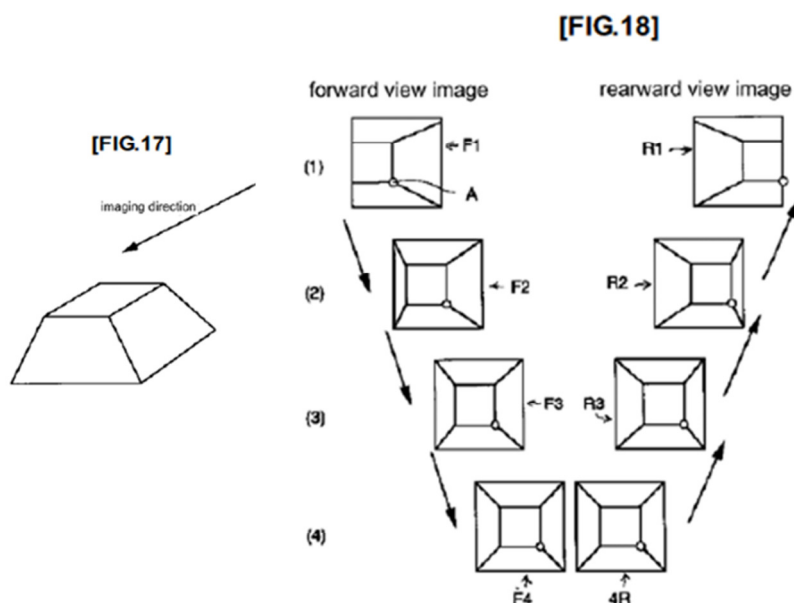 [FIG.18]
forward view image rearward view image
[FIG.17]
(1) F1 R1
A
imaging direction
(2) F2 R2
(3) F3 R3
(4)
F4 4R